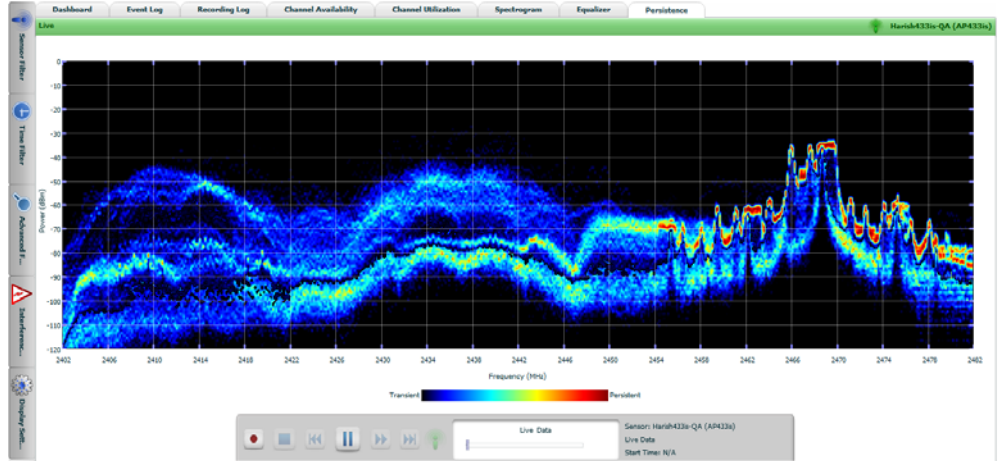 Dashboard Event Log Recording Log Channel Availability Channel Utilization Spectrogram Equalizer Persistence
Live Harish433is-QA (AP433is)
Sensor Filter
Time Filter
Advanced F...
Interferenc...
Display Sett...
Power (dBm)
0
-10
-20
-30
-40
-50
-60
-70
-80
-90
-100
-110
-120
2402 2406 2410 2414 2418 2422 2426 2430 2434 2438 2442 2446 2450 2454 2458 2462 2466 2470 2474 2478 2482
Frequency (MHz)
Transient Persistent
Live Data
Sensor: Harish433is-QA (AP433is)
Live Data
Start Time: N/A